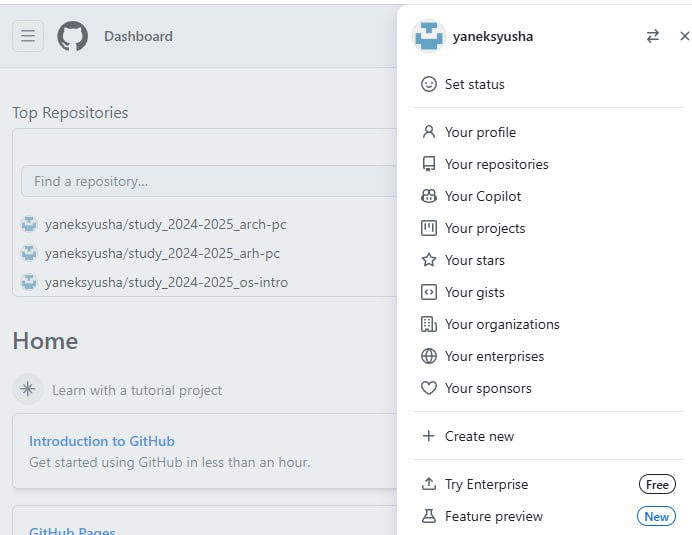 Dashboard
Top Repositories
Find a repository...
yaneksyusha/study_2024-2025_arch-pc
yaneksyusha/study_2024-2025_arh-pc
yaneksyusha/study_2024-2025_os-intro
Home
Learn with a tutorial project
Introduction to GitHub
Get started using GitHub in less than an hour.
GitHub Pages
yaneksyusha
Set status
Your profile
Your repositories
Your Copilot
Your projects
Your stars
Your gists
Your organizations
Your enterprises
Your sponsors
Create new
Try Enterprise Free
Feature preview New